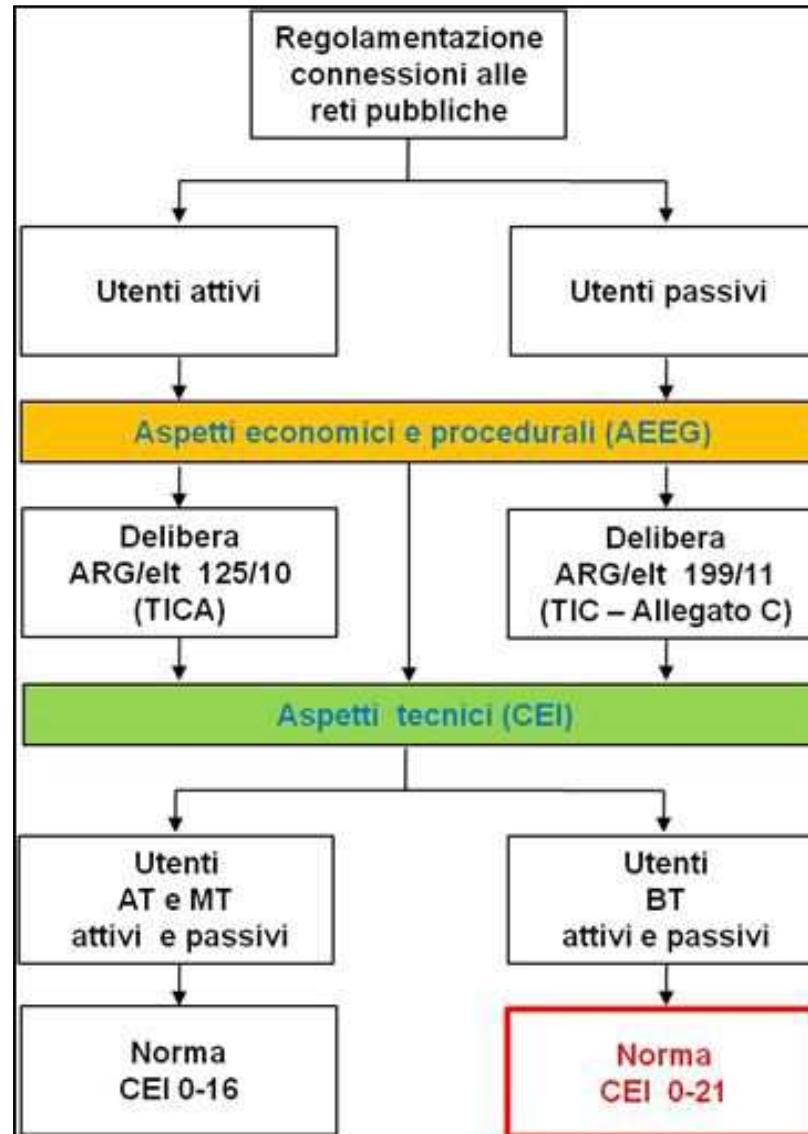 Regolamentazione
connessioni alle
reti pubbliche
Utenti attivi
Utenti passivi
Aspetti economici e procedurali (AEEG)
Delibera
ARG/elt 125/10
(TICA)
Delibera
ARG/elt 199/11
(TIC – Allegato C)
Aspetti tecnici (CEI)
Utenti
AT e MT
attivi e passivi
Utenti
BT
attivi e passivi
Norma
CEI 0-16
Norma
CEI 0-21